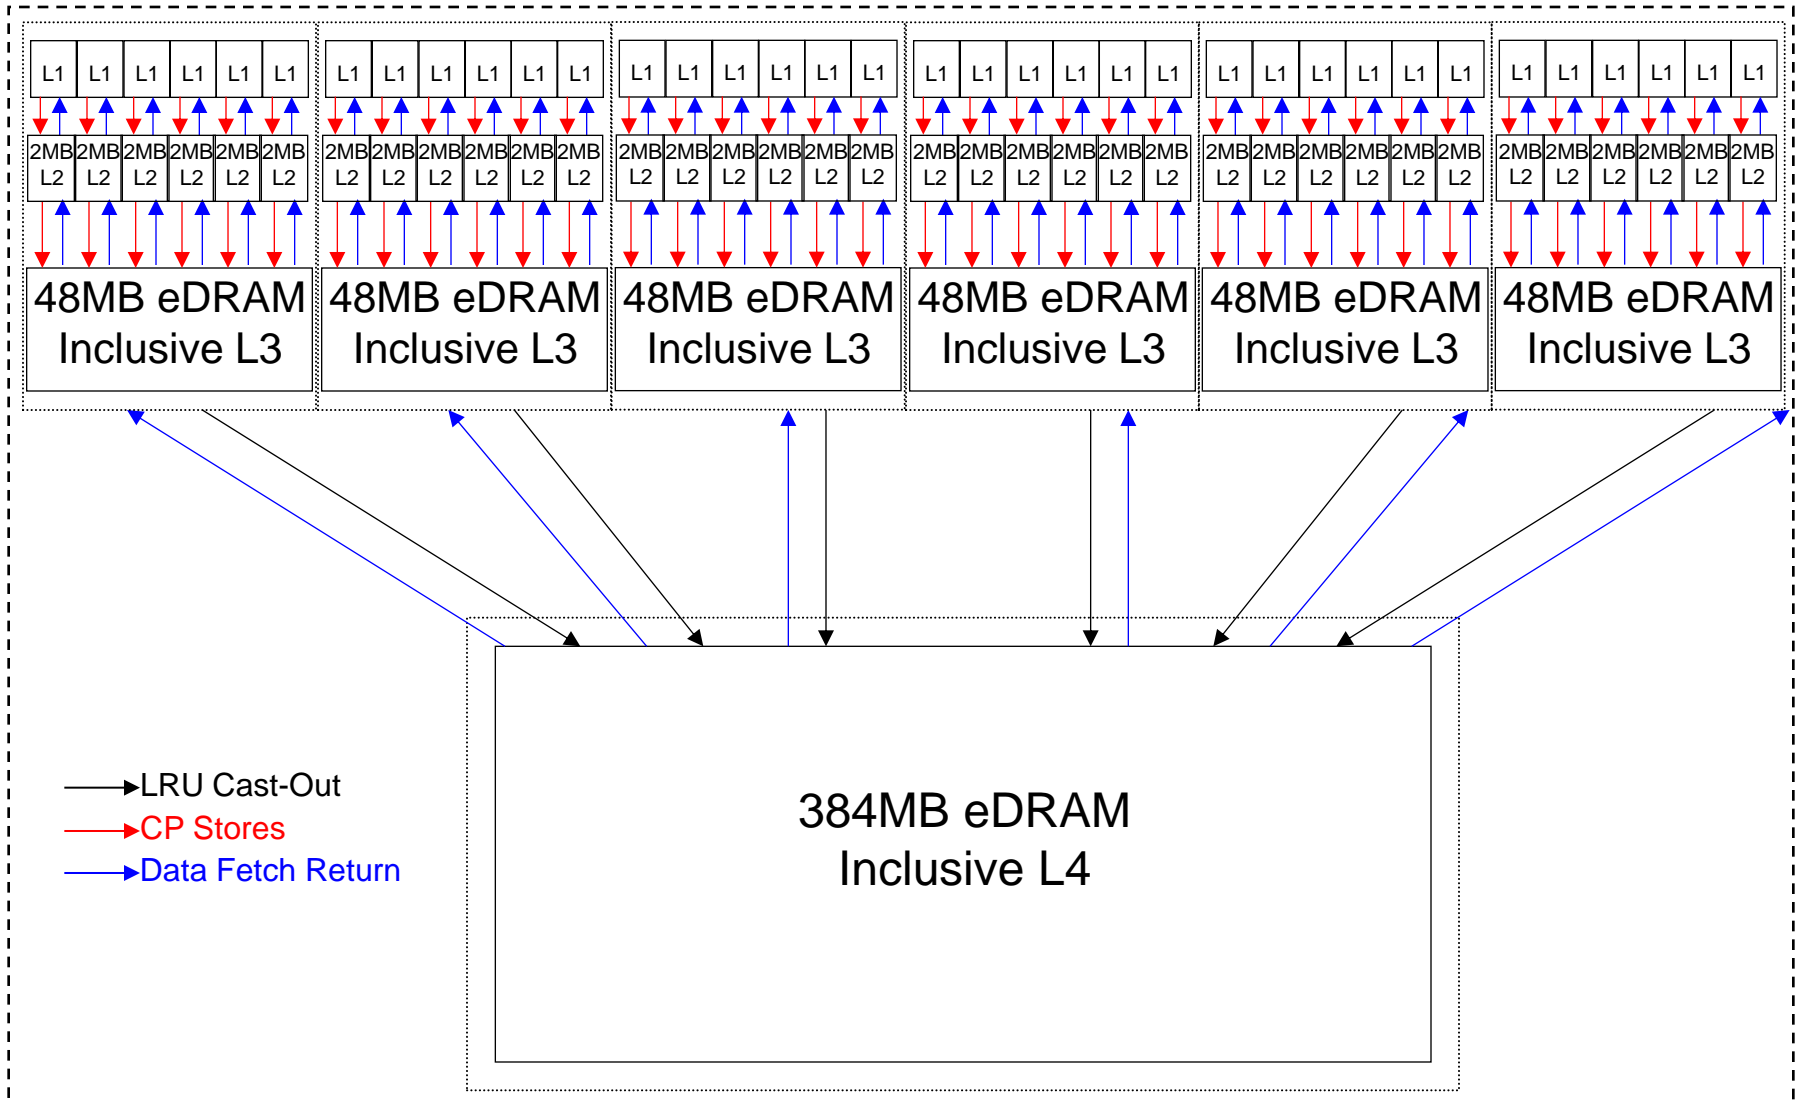 L1 L1 L1 L1 L1 L1 L1 L1 L1 L1 L1 L1 L1 L1 L1 L1 L1 L1 L1 L1 L1 L1 L1 L1 L1 L1 L1 L1 L1 L1 L1 L1 L1 L1 L1 L1
2MB 2MB 2MB 2MB 2MB 2MB 2MB 2MB 2MB 2MB 2MB 2MB 2MB 2MB 2MB 2MB 2MB 2MB 2MB 2MB 2MB 2MB 2MB 2MB 2MB 2MB 2MB 2MB 2MB 2MB 2MB 2MB 2MB 2MB 2MB 2MB
L2 L2 L2 L2 L2 L2 L2 L2 L2 L2 L2 L2 L2 L2 L2 L2 L2 L2 L2 L2 L2 L2 L2 L2 L2 L2 L2 L2 L2 L2 L2 L2 L2 L2 L2 L2
48MB eDRAM 48MB eDRAM 48MB eDRAM 48MB eDRAM 48MB eDRAM 48MB eDRAM
Inclusive L3 Inclusive L3 Inclusive L3 Inclusive L3 Inclusive L3 Inclusive L3
LRU Cast-Out
CP Stores
Data Fetch Return
384MB eDRAM
Inclusive L4